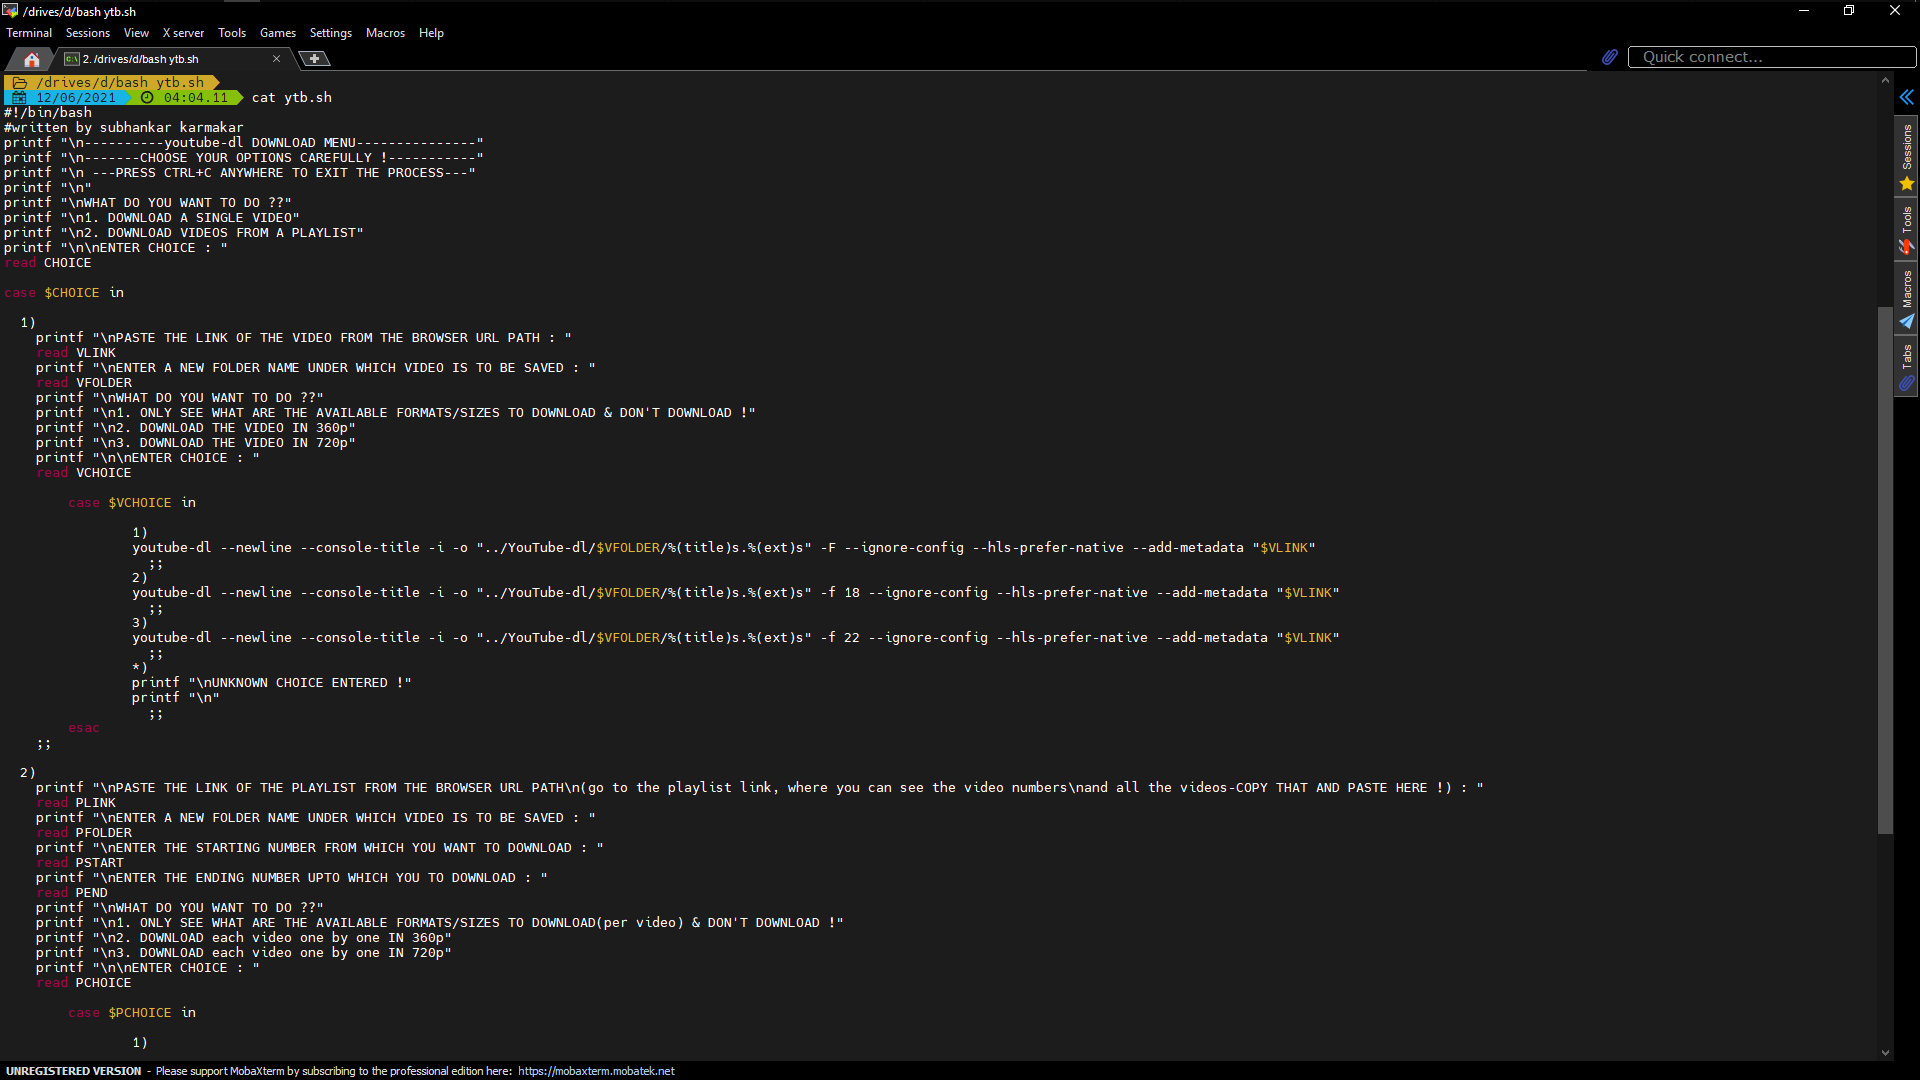 /drives/d/bash ytb.sh
Terminal Sessions View X server Tools Games Settings Macros Help
2. /drives/d/bash ytb.sh
Quick connect...
/drives/d/bash ytb.sh
12/06/2021 04:04.11 cat ytb.sh
#!/bin/bash
#written by subhankar karmakar
printf "\n----------youtube-dl DOWNLOAD MENU---------------"
printf "\n-------CHOOSE YOUR OPTIONS CAREFULLY !-----------"
printf "\n ---PRESS CTRL+C ANYWHERE TO EXIT THE PROCESS---"
printf "\n"
printf "\nWHAT DO YOU WANT TO DO ??"
printf "\n1. DOWNLOAD A SINGLE VIDEO"
printf "\n2. DOWNLOAD VIDEOS FROM A PLAYLIST"
printf "\n\nENTER CHOICE : "
read CHOICE
case $CHOICE in
1)
printf "\nPASTE THE LINK OF THE VIDEO FROM THE BROWSER URL PATH : "
read VLINK
printf "\nENTER A NEW FOLDER NAME UNDER WHICH VIDEO IS TO BE SAVED : "
read VFOLDER
printf "\nWHAT DO YOU WANT TO DO ??"
printf "\n1. ONLY SEE WHAT ARE THE AVAILABLE FORMATS/SIZES TO DOWNLOAD & DON'T DOWNLOAD !"
printf "\n2. DOWNLOAD THE VIDEO IN 360p"
printf "\n3. DOWNLOAD THE VIDEO IN 720p"
printf "\n\nENTER CHOICE : "
read VCHOICE
case $VCHOICE in
1)
youtube-dl --newline --console-title -i -o "../YouTube-dl/$VFOLDER/%(title)s.%(ext)s" -F --ignore-config --hls-prefer-native --add-metadata "$VLINK"
;;
2)
youtube-dl --newline --console-title -i -o "../YouTube-dl/$VFOLDER/%(title)s.%(ext)s" -f 18 --ignore-config --hls-prefer-native --add-metadata "$VLINK"
;;
3)
youtube-dl --newline --console-title -i -o "../YouTube-dl/$VFOLDER/%(title)s.%(ext)s" -f 22 --ignore-config --hls-prefer-native --add-metadata "$VLINK"
;;
*)
printf "\nUNKNOWN CHOICE ENTERED !"
printf "\n"
;;
esac
;;
2)
printf "\nPASTE THE LINK OF THE PLAYLIST FROM THE BROWSER URL PATH\n(go to the playlist link, where you can see the video numbers\nand all the videos-COPY THAT AND PASTE HERE !) : "
read PLINK
printf "\nENTER A NEW FOLDER NAME UNDER WHICH VIDEO IS TO BE SAVED : "
read PFOLDER
printf "\nENTER THE STARTING NUMBER FROM WHICH YOU WANT TO DOWNLOAD : "
read PSTART
printf "\nENTER THE ENDING NUMBER UPTO WHICH YOU TO DOWNLOAD : "
read PEND
printf "\nWHAT DO YOU WANT TO DO ??"
printf "\n1. ONLY SEE WHAT ARE THE AVAILABLE FORMATS/SIZES TO DOWNLOAD(per video) & DON'T DOWNLOAD !"
printf "\n2. DOWNLOAD each video one by one IN 360p"
printf "\n3. DOWNLOAD each video one by one IN 720p"
printf "\n\nENTER CHOICE : "
read PCHOICE
case $PCHOICE in
1)
Sessions
Tools
Macros
Tabs
UNREGISTERED VERSION - Please support MobaXterm by subscribing to the professional edition here: https://mobaxterm.mobatek.net